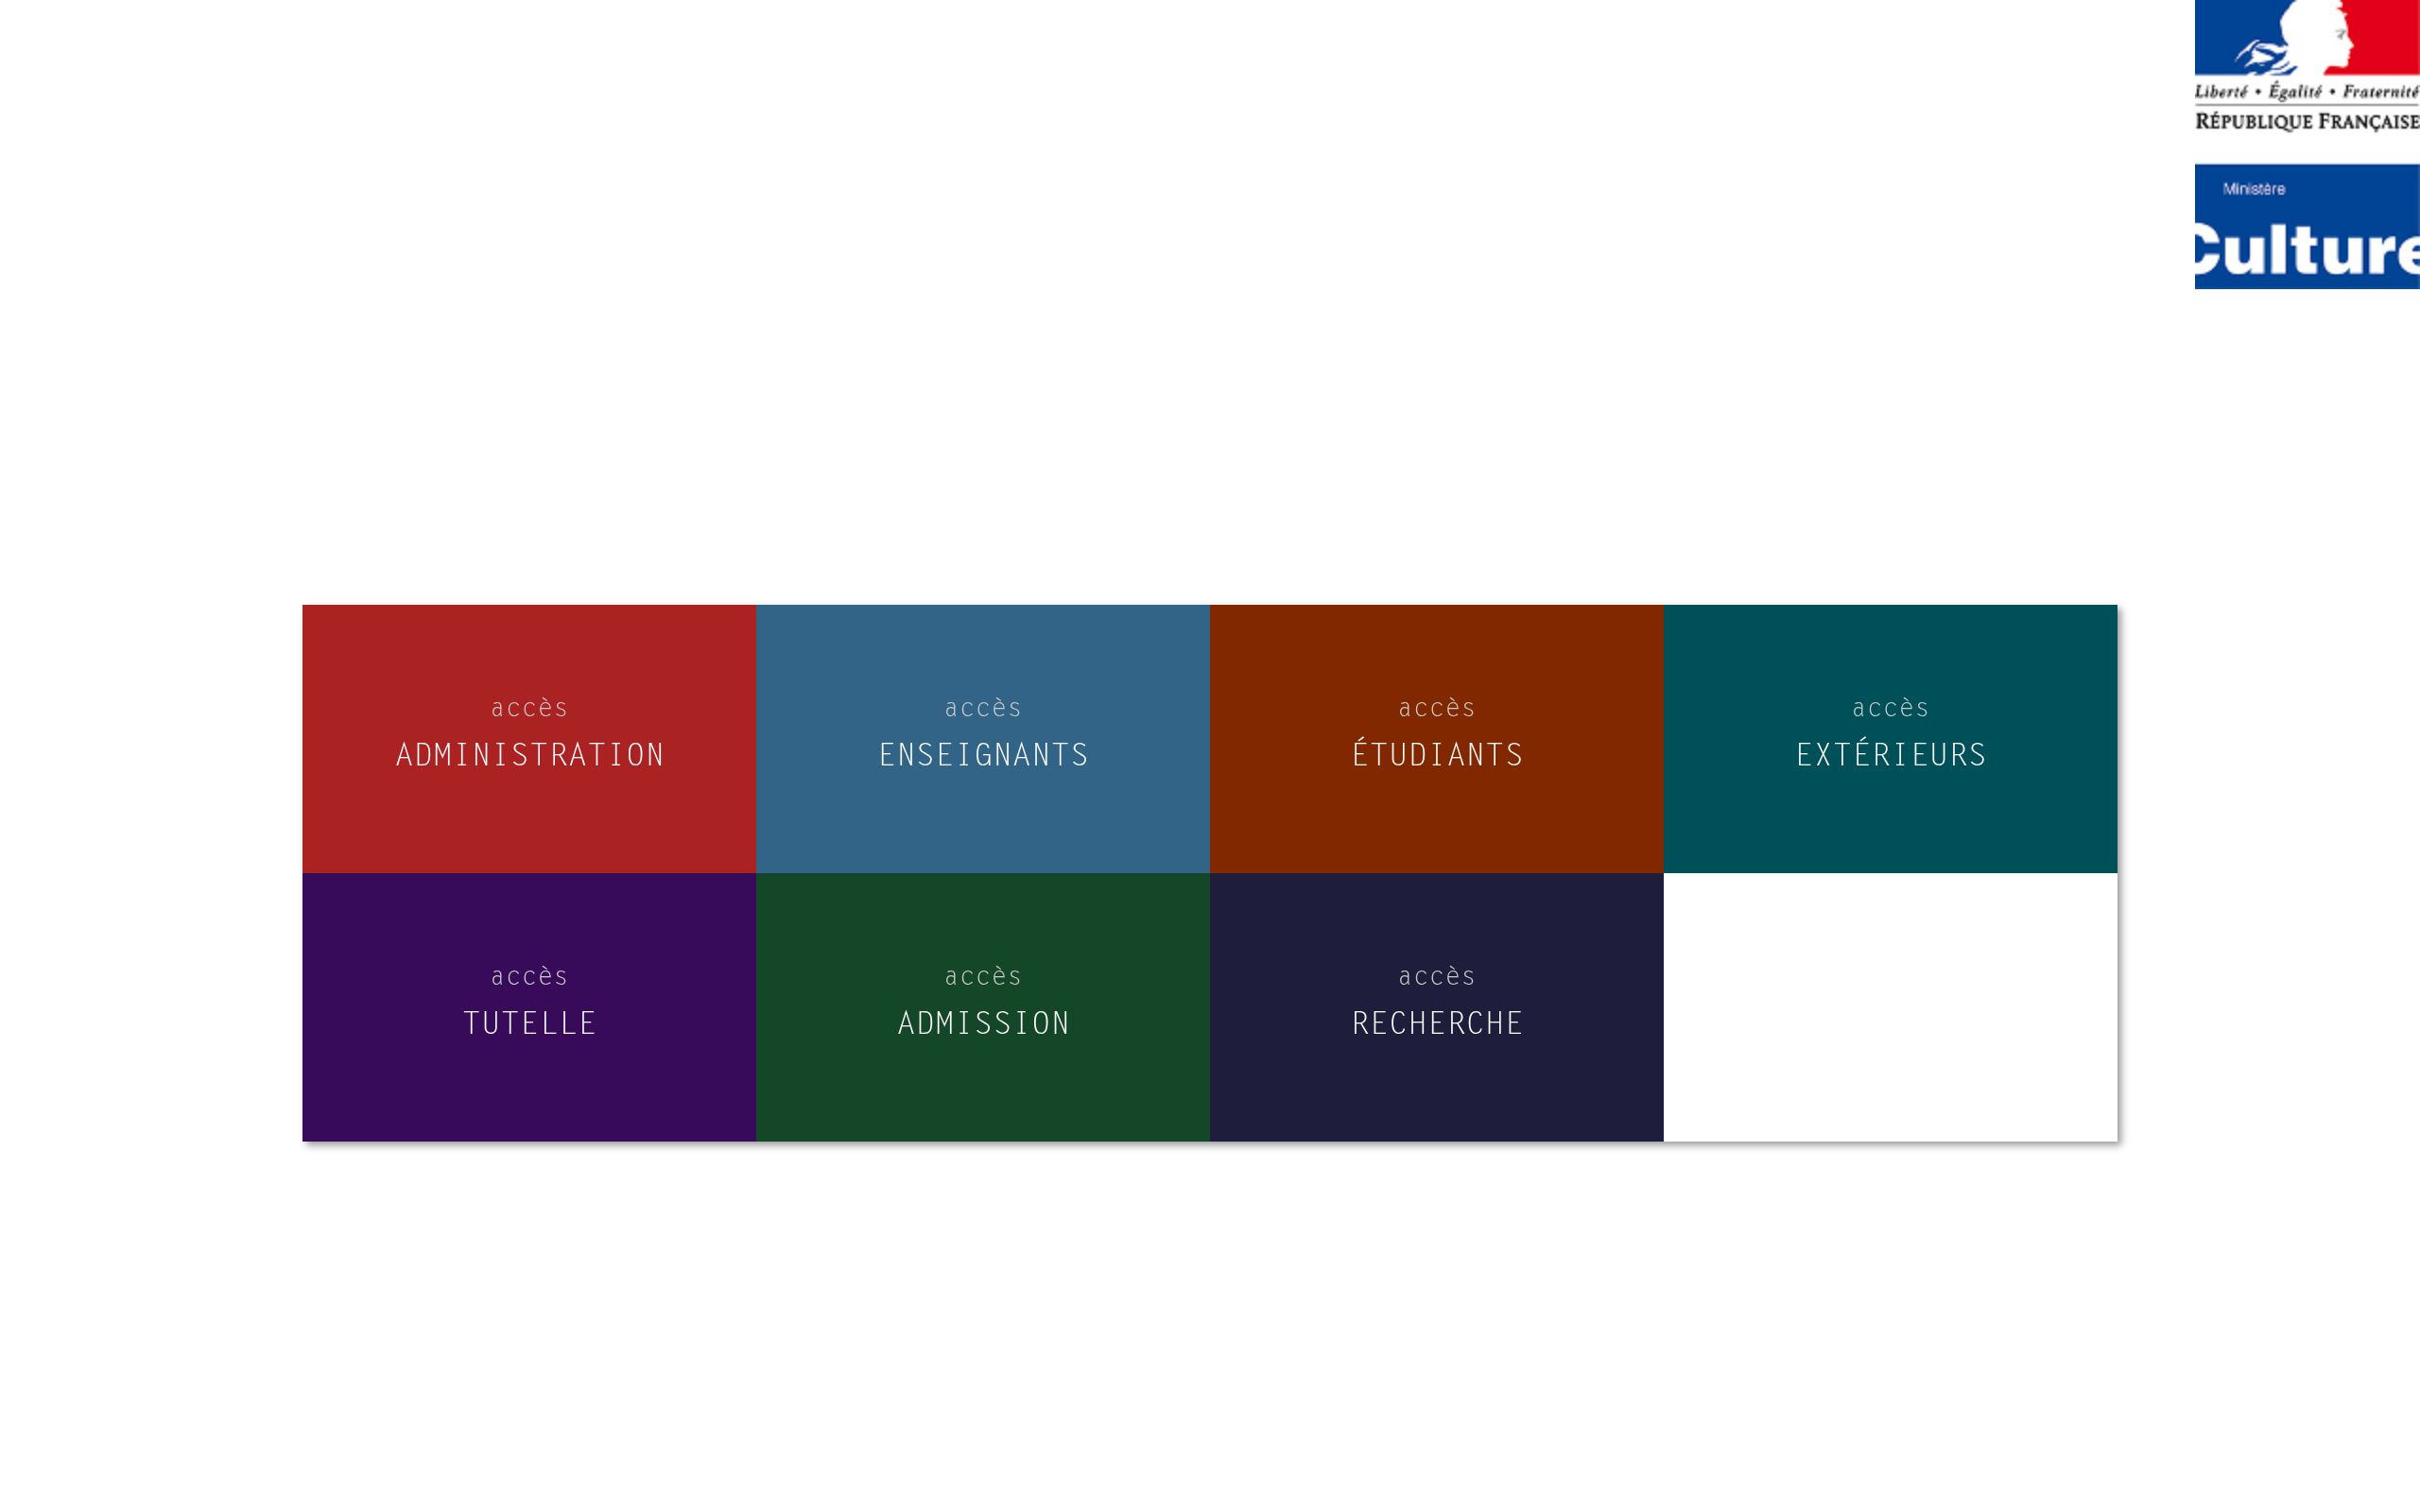 Liberté • Égalité • Fraternité
RÉPUBLIQUE FRANÇAISE
Ministère
Culture
accès
ADMINISTRATION
accès
ENSEIGNANTS
accès
ÉTUDIANTS
accès
EXTÉRIEURS
accès
TUTELLE
accès
ADMISSION
accès
RECHERCHE